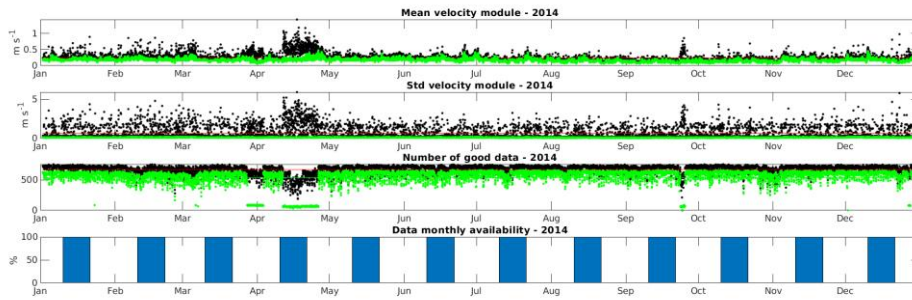 Mean velocity module - 2014
m s⁻¹
1
0.5
0
Jan Feb Mar Apr May Jun Jul Aug Sep Oct Nov Dec
Std velocity module - 2014
m s⁻¹
5
0
Jan Feb Mar Apr May Jun Jul Aug Sep Oct Nov Dec
Number of good data - 2014
500
0
Jan Feb Mar Apr May Jun Jul Aug Sep Oct Nov Dec
Data monthly availability - 2014
%
100
50
0
Jan Feb Mar Apr May Jun Jul Aug Sep Oct Nov Dec